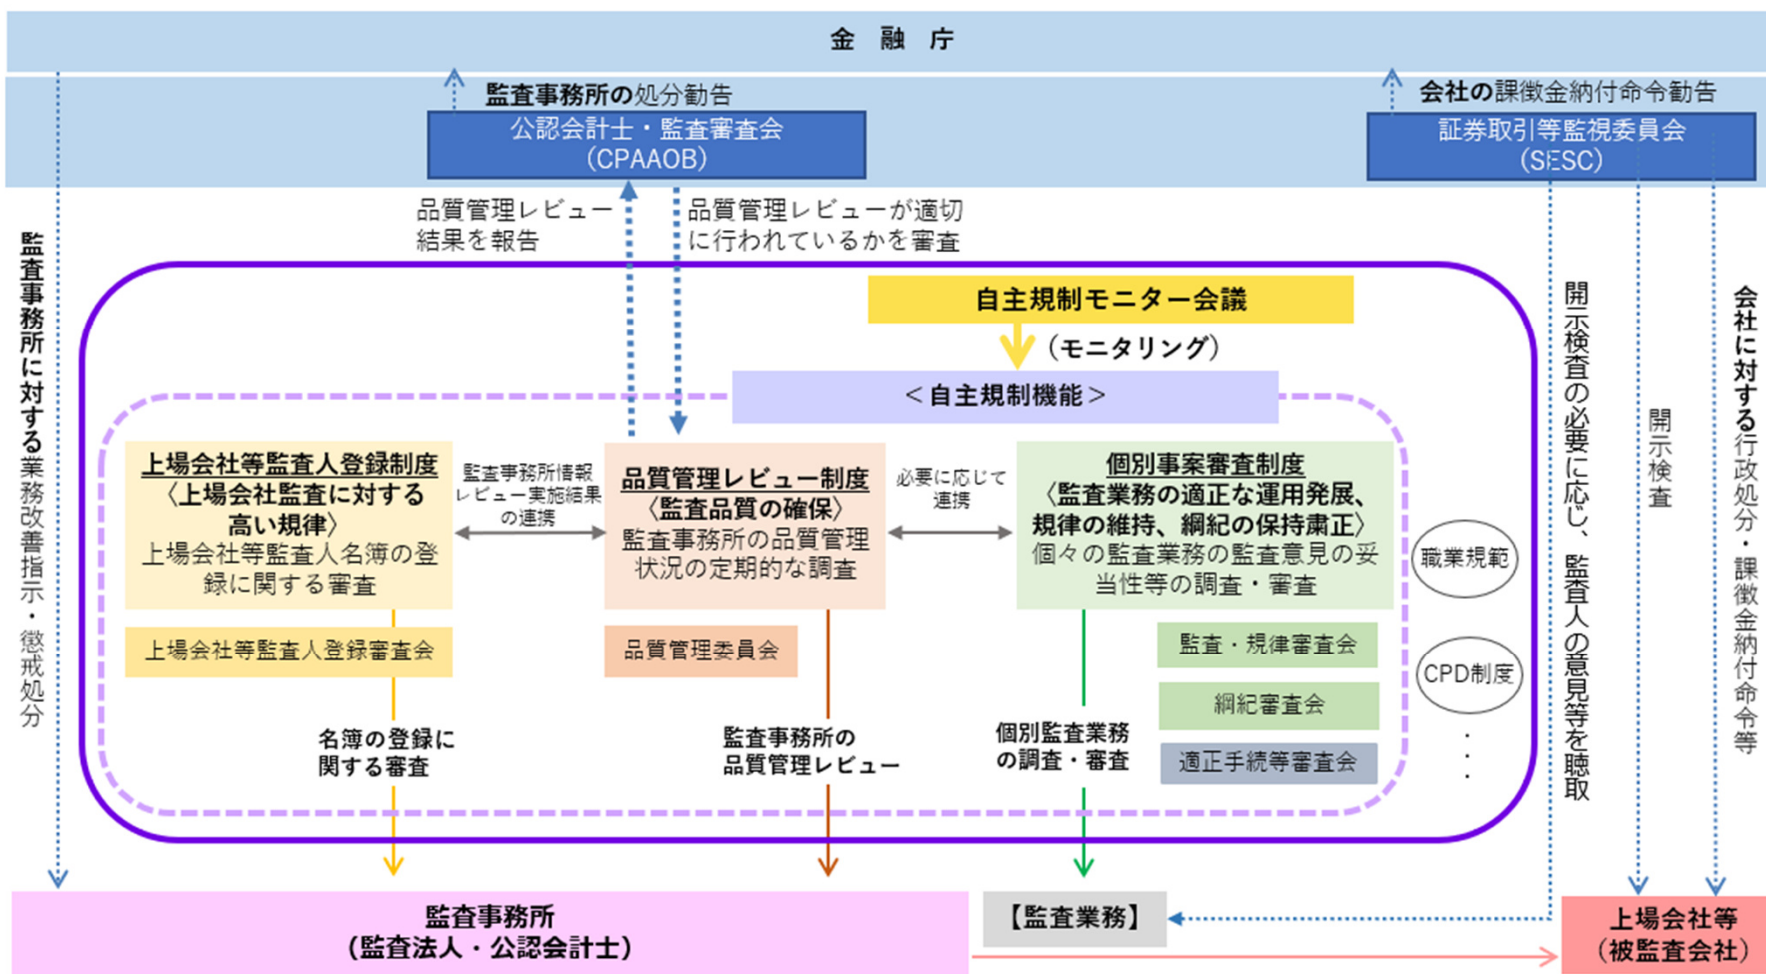 金 融 庁
監査事務所の処分勧告
会社の課徴金納付命令勧告
公認会計士・監査審査会
(CPAAOB)
証券取引等監視委員会
(SESC)
品質管理レビュー
結果を報告
品質管理レビューが適切
に行われているかを審査
監査事務所に対する業務改善指示・懲戒処分
自主規制モニター会議
(モニタリング)
＜自主規制機能＞
上場会社等監査人登録制度
〈上場会社監査に対する
高い規律〉
上場会社等監査人名簿の登
録に関する審査
監査事務所情報
レビュー実施結果
の連携
品質管理レビュー制度
〈監査品質の確保〉
監査事務所の品質管理
状況の定期的な調査
必要に応じて
連携
個別事案審査制度
〈監査業務の適正な運用発展、
規律の維持、綱紀の保持粛正〉
個々の監査業務の監査意見の妥
当性等の調査・審査
職業規範
CPD制度
・・・
上場会社等監査人登録審査会
品質管理委員会
監査・規律審査会
綱紀審査会
適正手続等審査会
名簿の登録に
関する審査
監査事務所の
品質管理レビュー
個別監査業務
の調査・審査
開示検査の必要に応じ、監査人の意見等を聴取
開示検査
会社に対する行政処分・課徴金納付命令等
監査事務所
(監査法人・公認会計士)
【監査業務】
上場会社等
(被監査会社)